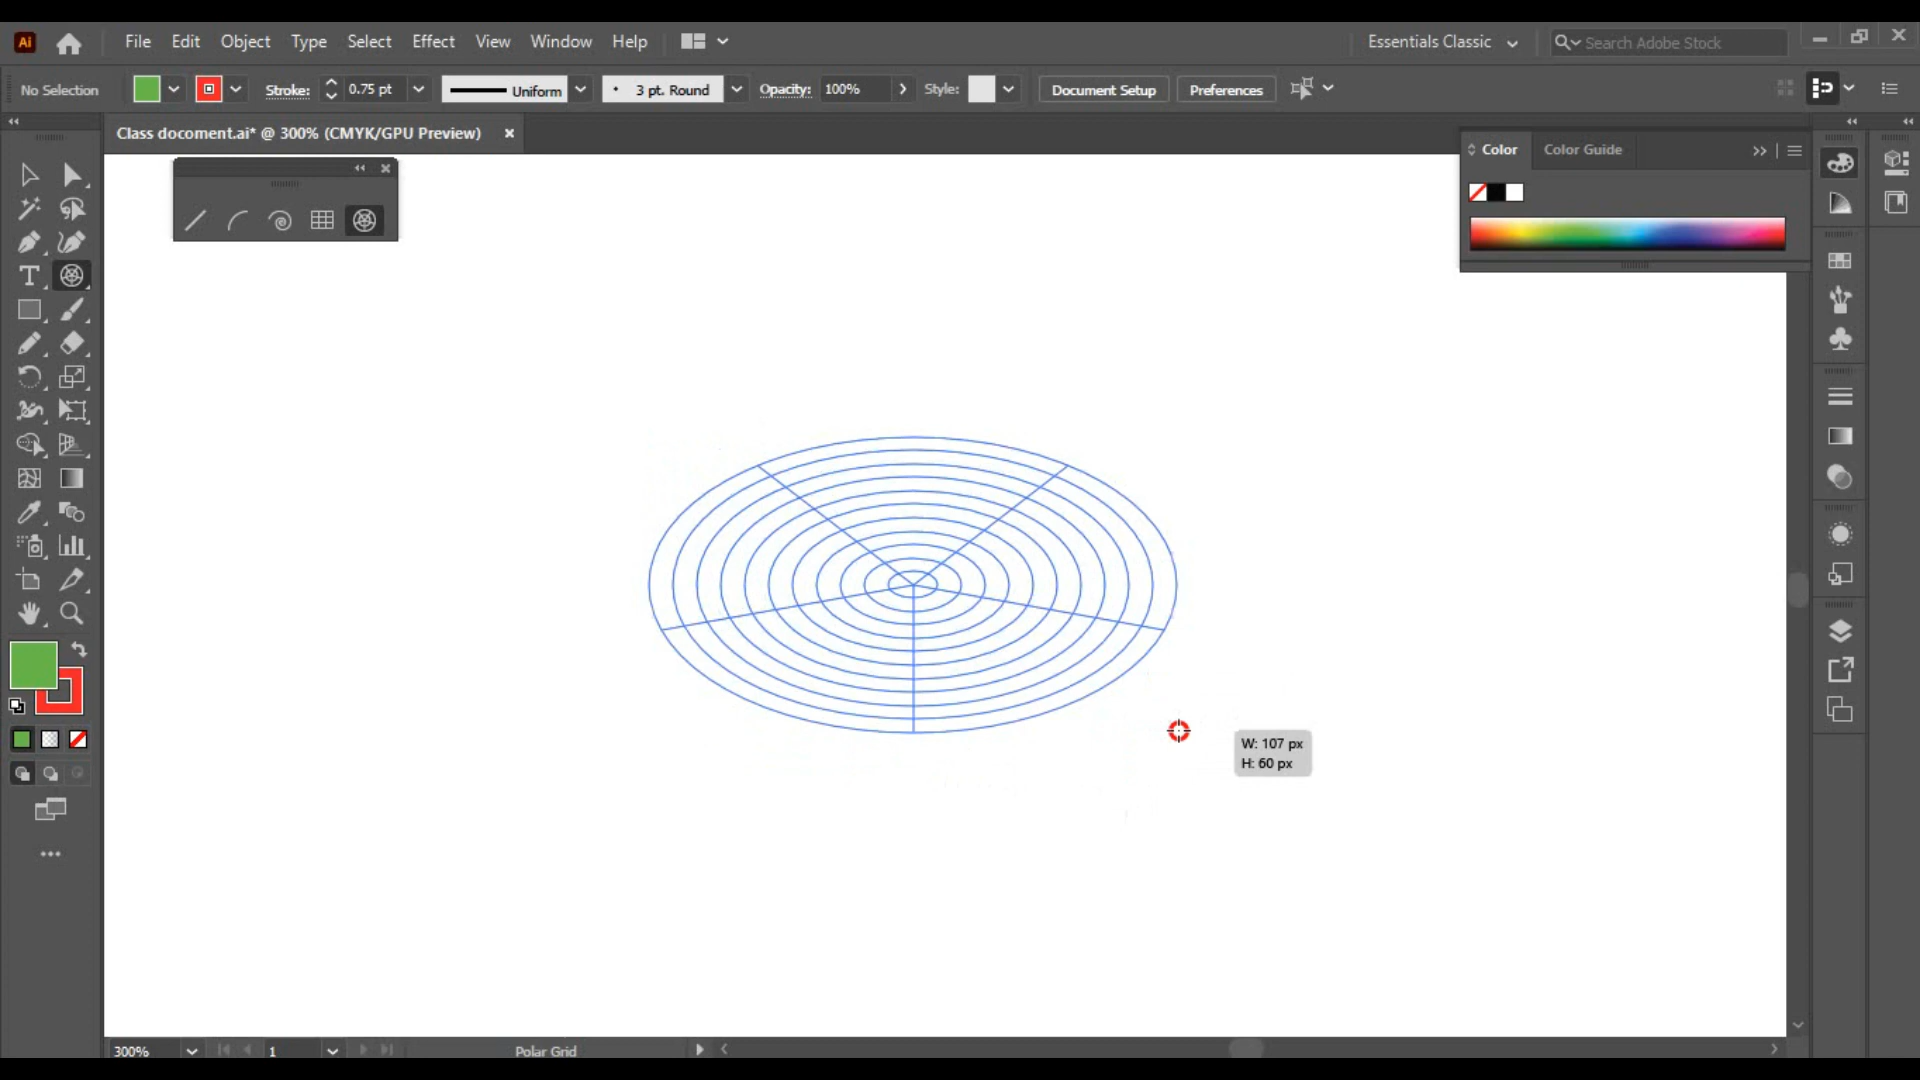 Ai File Edit Object Type Select Effect View Window Help Essentials Classic Search Adobe Stock
No Selection Stroke: 0.75 pt Uniform 3 pt. Round Opacity: 100% Style: Document Setup Preferences
Class docoment.ai* @ 300% (CMYK/GPU Preview)
Color Color Guide
W: 107 px
H: 60 px
300% 1 Polar Grid